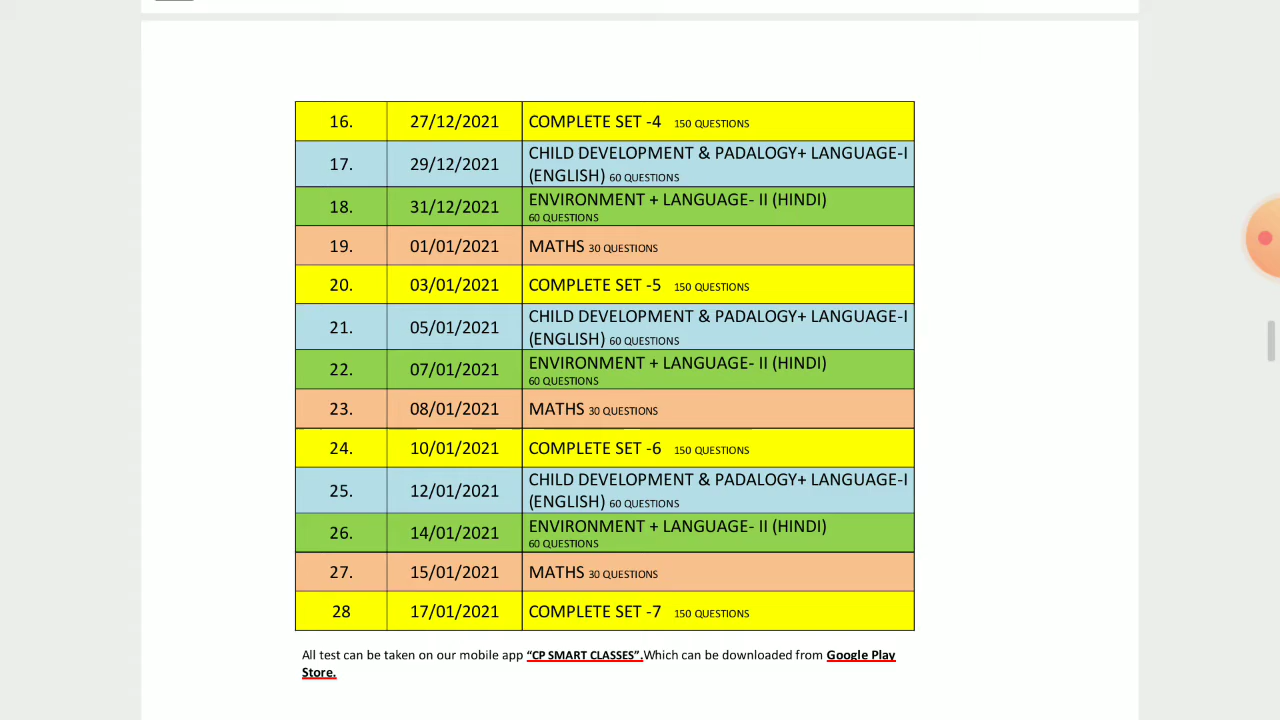 16. 27/12/2021 COMPLETE SET -4 150 QUESTIONS
17. 29/12/2021 CHILD DEVELOPMENT & PADALOGY+ LANGUAGE-I
(ENGLISH) 60 QUESTIONS
18. 31/12/2021 ENVIRONMENT + LANGUAGE- II (HINDI)
60 QUESTIONS
19. 01/01/2021 MATHS 30 QUESTIONS
20. 03/01/2021 COMPLETE SET -5 150 QUESTIONS
21. 05/01/2021 CHILD DEVELOPMENT & PADALOGY+ LANGUAGE-I
(ENGLISH) 60 QUESTIONS
22. 07/01/2021 ENVIRONMENT + LANGUAGE- II (HINDI)
60 QUESTIONS
23. 08/01/2021 MATHS 30 QUESTIONS
24. 10/01/2021 COMPLETE SET -6 150 QUESTIONS
25. 12/01/2021 CHILD DEVELOPMENT & PADALOGY+ LANGUAGE-I
(ENGLISH) 60 QUESTIONS
26. 14/01/2021 ENVIRONMENT + LANGUAGE- II (HINDI)
60 QUESTIONS
27. 15/01/2021 MATHS 30 QUESTIONS
28 17/01/2021 COMPLETE SET -7 150 QUESTIONS
All test can be taken on our mobile app “CP SMART CLASSES”.Which can be downloaded from Google Play
Store.